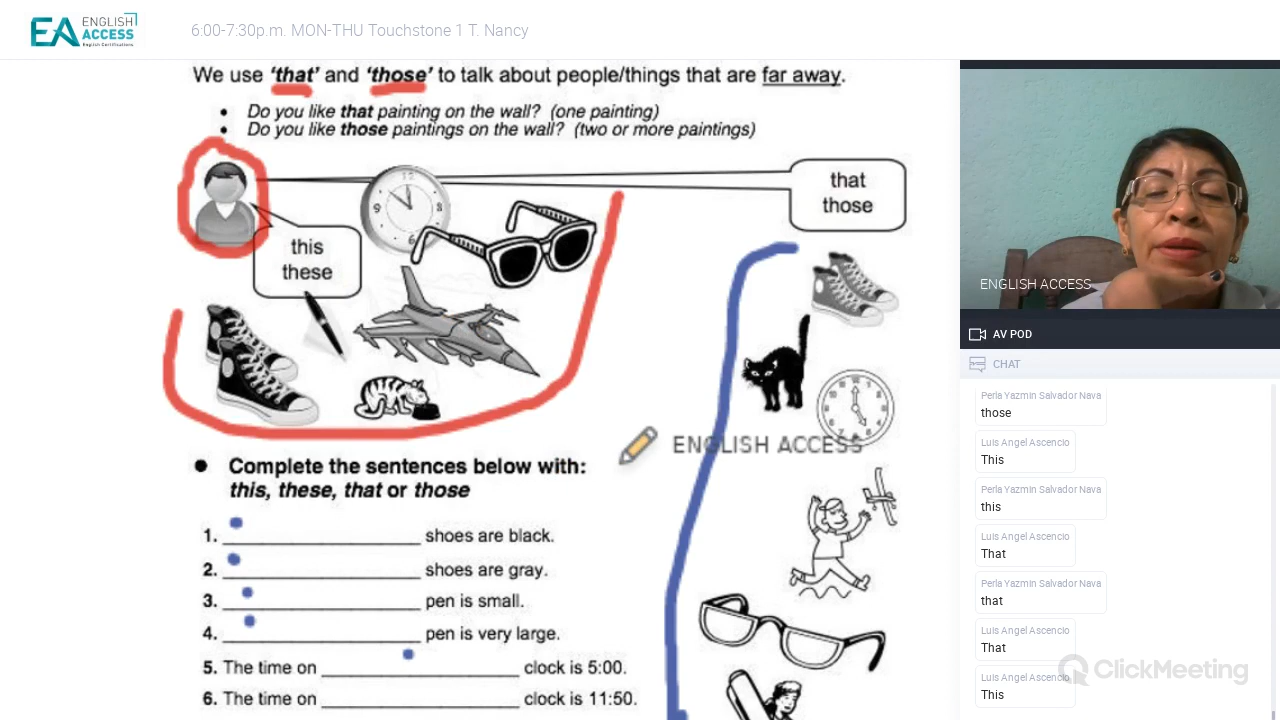 EA ENGLISH
ACCESS
English Certifications
6:00-7:30p.m. MON-THU Touchstone 1 T. Nancy
We use 'that' and 'those' to talk about people/things that are far away.
• Do you like that painting on the wall? (one painting)
• Do you like those paintings on the wall? (two or more paintings)
that
those
this
these
ENGLISH ACCESS
● Complete the sentences below with:
this, these, that or those
1. ____________________ shoes are black.
2. ____________________ shoes are gray.
3. ____________________ pen is small.
4. ____________________ pen is very large.
5. The time on ____________________ clock is 5:00.
6. The time on ____________________ clock is 11:50.
ENGLISH ACCESS
AV POD
CHAT
Perla Yazmin Salvador Nava
those
Luis Angel Ascencio
This
Perla Yazmin Salvador Nava
this
Luis Angel Ascencio
That
Perla Yazmin Salvador Nava
that
Luis Angel Ascencio
That
Luis Angel Ascencio
This
ClickMeeting